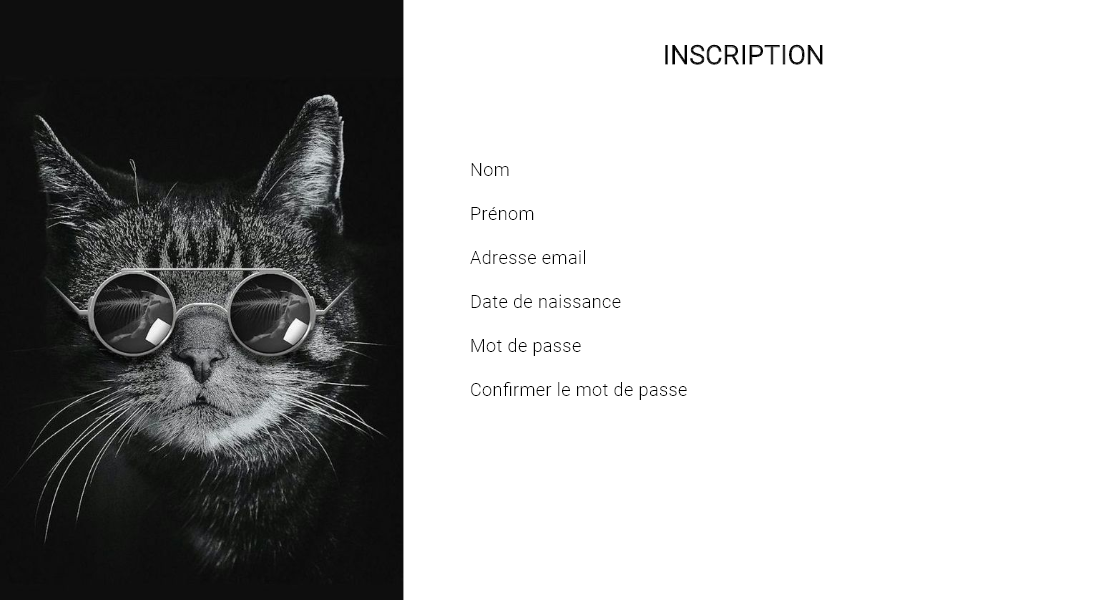 INSCRIPTION
Nom
Prénom
Adresse email
Date de naissance
Mot de passe
Confirmer le mot de passe